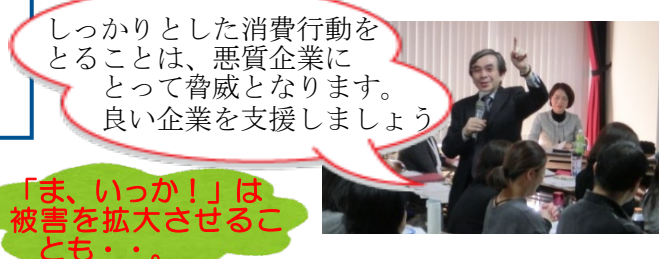 しっかりとした消費行動を
とることは、悪質企業に
とって脅威となります。
良い企業を支援しましょう
「ま、いっか！」は
被害を拡大させるこ
とも・・。